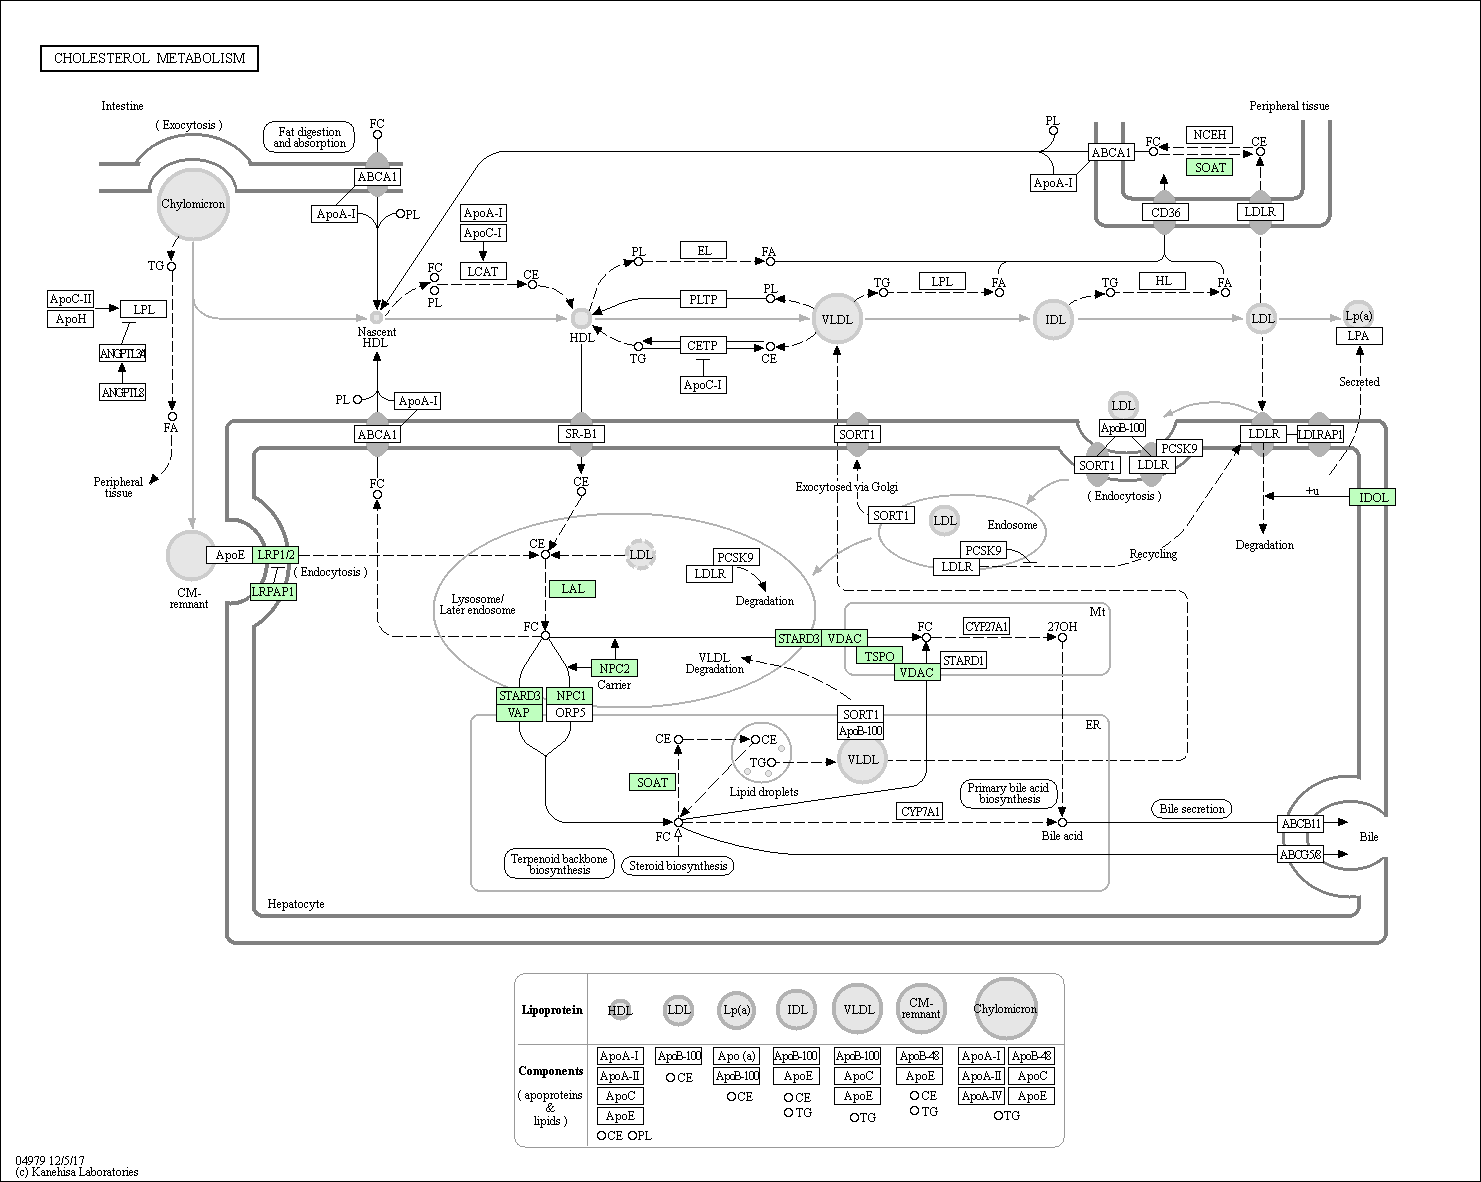 CHOLESTEROL METABOLISM
Intestine
( Exocytosis )
Fat digestion
and absorption
FC
ABCA1
ApoA-I
PL
Chylomicron
TG
ApoC-II
ApoH
LPL
ANGPTL3/4
ANGPTL8
FA
Peripheral
tissue
ApoA-I
ApoC-I
LCAT
FC
PL
CE
Nascent
HDL
HDL
PL
EL
FA
PLTP
PL
TG
CETP
CE
ApoC-I
VLDL
TG
LPL
FA
IDL
TG
HL
FA
LDL
Lp(a)
LPA
Secreted
Peripheral tissue
PL
ABCA1
ApoA-I
FC
NCEH
CE
SOAT
CD36
LDLR
PL
ApoA-I
ABCA1
FC
SR-B1
CE
SORT1
Exocytosed via Golgi
LDL
ApoB-100
SORT1
LDLR
PCSK9
( Endocytosis )
LDLR
LDLRAP1
+u
IDOL
Degradation
SORT1
LDL
Endosome
PCSK9
LDLR
Recycling
ApoE
LRP1/2
( Endocytosis )
LRPAP1
CM-
remnant
CE
LDL
PCSK9
LDLR
Degradation
LAL
Lysosome/
Later endosome
FC
NPC2
Carrier
STARD3
VDAC
TSPO
VDAC
STARD1
FC
CYP27A1
27OH
Mt
VLDL
Degradation
STARD3
VAP
NPC1
ORP5
SORT1
ApoB-100
VLDL
ER
CE
CE
TG
Lipid droplets
SOAT
FC
CYP7A1
Primary bile acid
biosynthesis
Bile acid
Bile secretion
ABCB11
ABCG5/8
Bile
Terpenoid backbone
biosynthesis
Steroid biosynthesis
Hepatocyte
Lipoprotein
HDL
LDL
Lp(a)
IDL
VLDL
CM-
remnant
Chylomicron
Components
( apoproteins
&
lipids )
ApoA-I
ApoA-II
ApoC
ApoE
CE PL
ApoB-100
CE
Apo (a)
ApoB-100
CE
ApoB-100
ApoE
CE
TG
ApoB-100
ApoC
ApoE
TG
ApoB-48
ApoE
CE
TG
ApoA-I ApoB-48
ApoA-II ApoC
ApoA-IV ApoE
TG
04979 12/5/17
(c) Kanehisa Laboratories